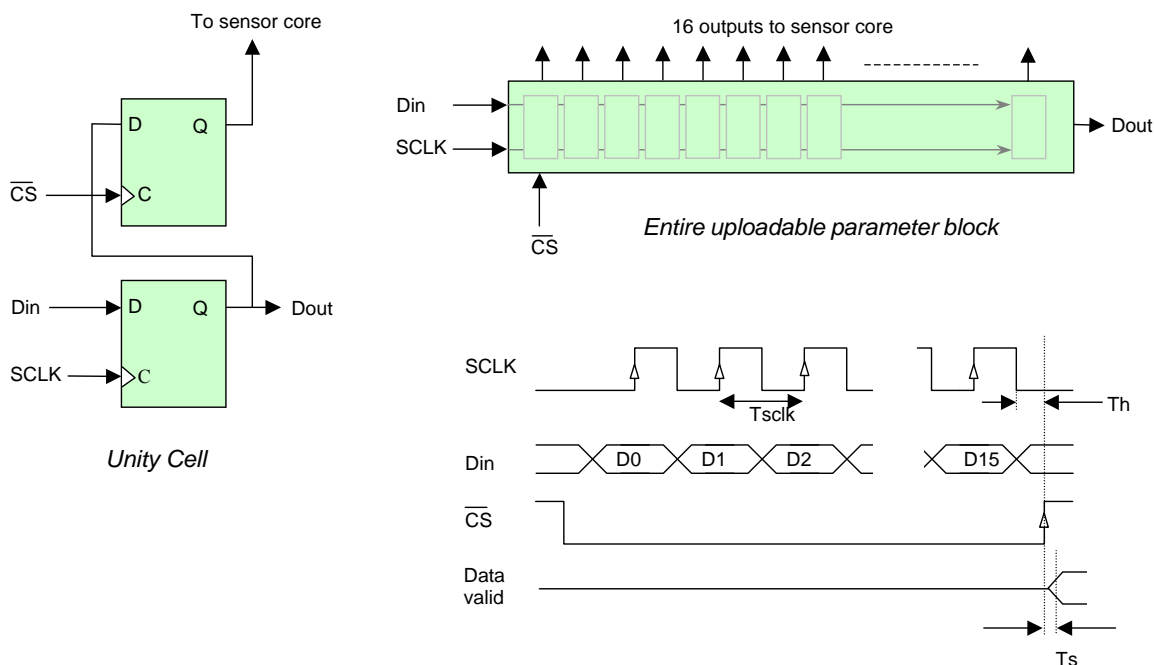 To sensor core
D Q
C
CS
Din
D Q
Dout
SCLK
C
Unity Cell
16 outputs to sensor core
Din
SCLK
Dout
CS
Entire uploadable parameter block
SCLK
Tsclk
Th
Din
D0 D1 D2 D15
CS
Data
valid
Ts